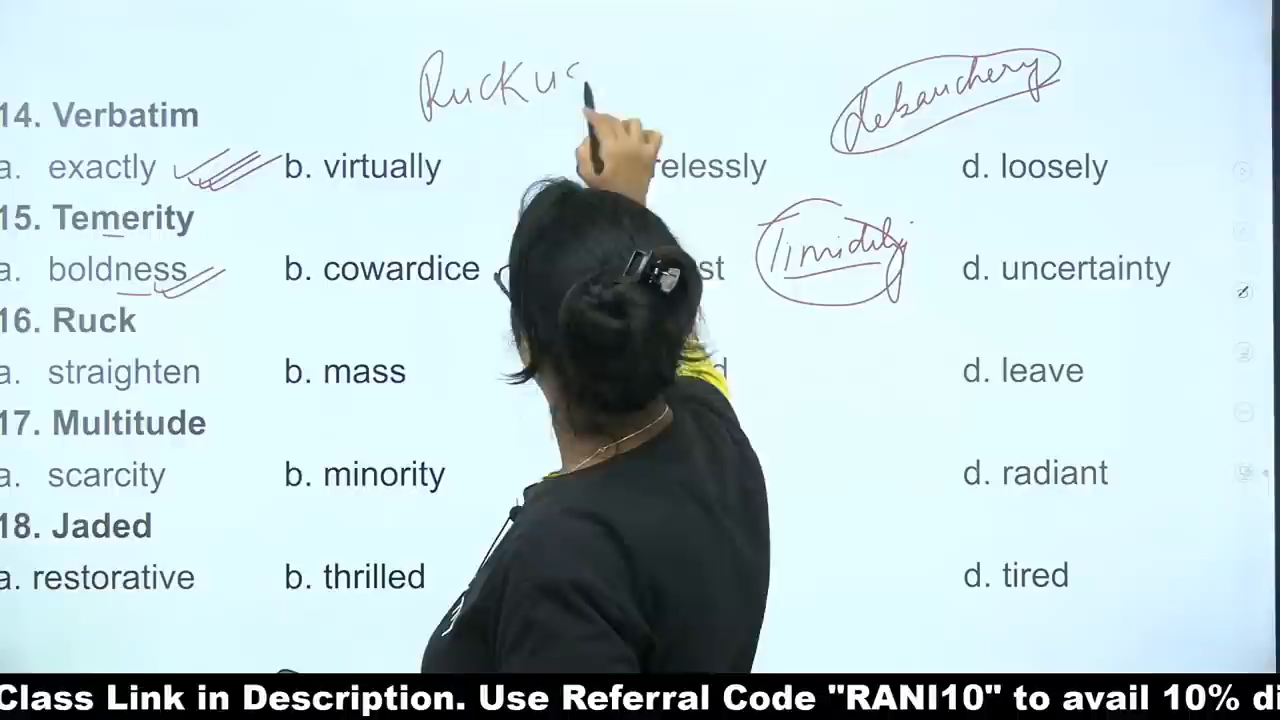 Ruckus
debauchery
14. Verbatim
a. exactly b. virtually relessly d. loosely
15. Temerity
a. boldness b. cowardice st Timidity d. uncertainty
16. Ruck
a. straighten b. mass d d. leave
17. Multitude
a. scarcity b. minority d. radiant
18. Jaded
a. restorative b. thrilled d. tired
Class Link in Description. Use Referral Code "RANI10" to avail 10% di